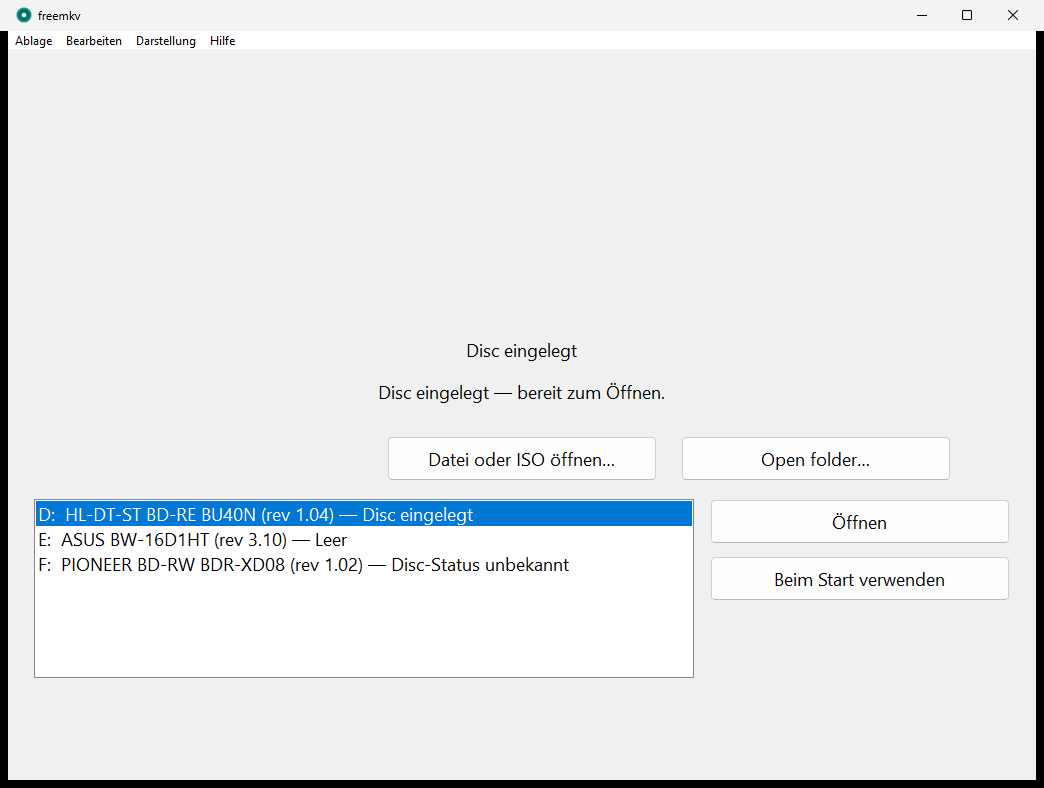 freemkv
Ablage Bearbeiten Darstellung Hilfe
Disc eingelegt
Disc eingelegt — bereit zum Öffnen.
Datei oder ISO öffnen... Open folder...
D: HL-DT-ST BD-RE BU40N (rev 1.04) — Disc eingelegt
E: ASUS BW-16D1HT (rev 3.10) — Leer
F: PIONEER BD-RW BDR-XD08 (rev 1.02) — Disc-Status unbekannt
Öffnen
Beim Start verwenden